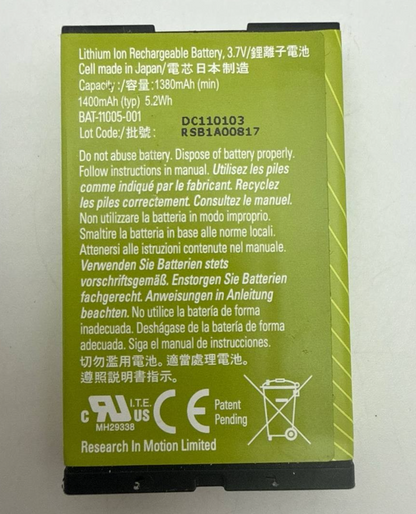 Lithium Ion Rechargeable Battery, 3.7V/鋰離子電池
Cell made in Japan/電芯日本制造
Capacity:/容量:1380mAh (min)
1400mAh (typ) 5.2Wh
BAT-11005-001 DC110103
Lot Code:/批號: RSB1A00817
Do not abuse battery. Dispose of battery properly.
Follow instructions in manual. Utilisez les piles
comme indiqué par le fabricant. Recyclez
les piles correctement. Consultez le manuel.
Non utilizzare la batteria in modo improprio.
Smaltire la batteria in base alle norme locali.
Attenersi alle istruzioni contenute nel manuale.
Verwenden Sie Batterien stets
vorschriftsgemäß. Enstorgen Sie Batterien
fachgerecht. Anweisungen in Anleitung
beachten. No utilice la batería de forma
inadecuada. Deshágase de la batería de forma
adecuada. Siga el manual de instrucciones.
切勿濫用電池。適當處理電池。
遵照說明書指示。
c RU US I.T.E. CE Patent
MH29338 Pending
Research In Motion Limited